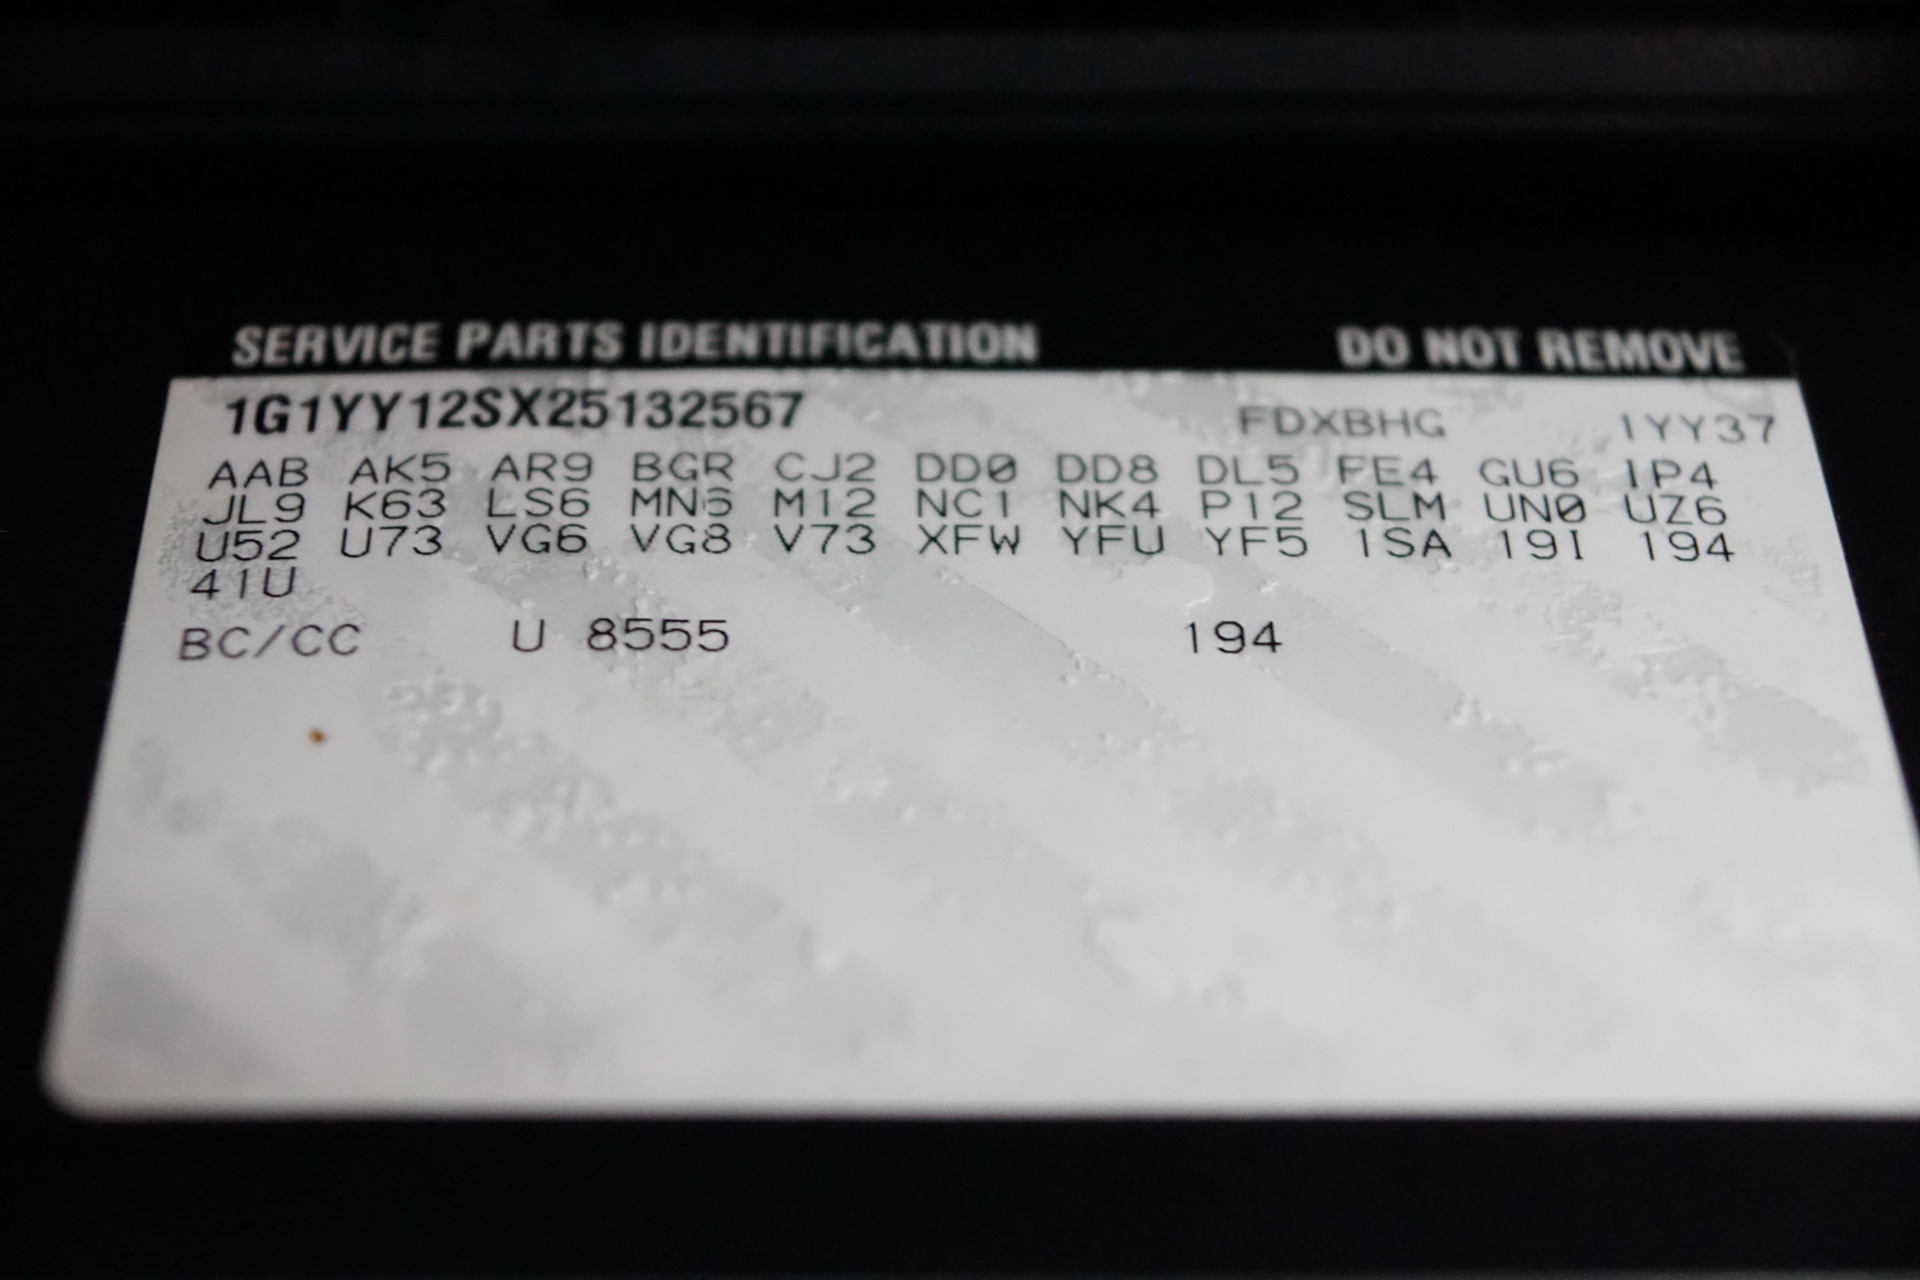 SERVICE PARTS IDENTIFICATION DO NOT REMOVE
1G1YY12SX25132567 FDXBHG 1YY37
AAB AK5 AR9 BGR CJ2 DD0 DD8 DL5 FE4 GU6 IP4
JL9 K63 LS6 MN6 M12 NC1 NK4 P12 SLM UN0 UZ6
U52 U73 VG6 VG8 V73 XFW YFU YF5 1SA 19I 194
41U
BC/CC U 8555 194